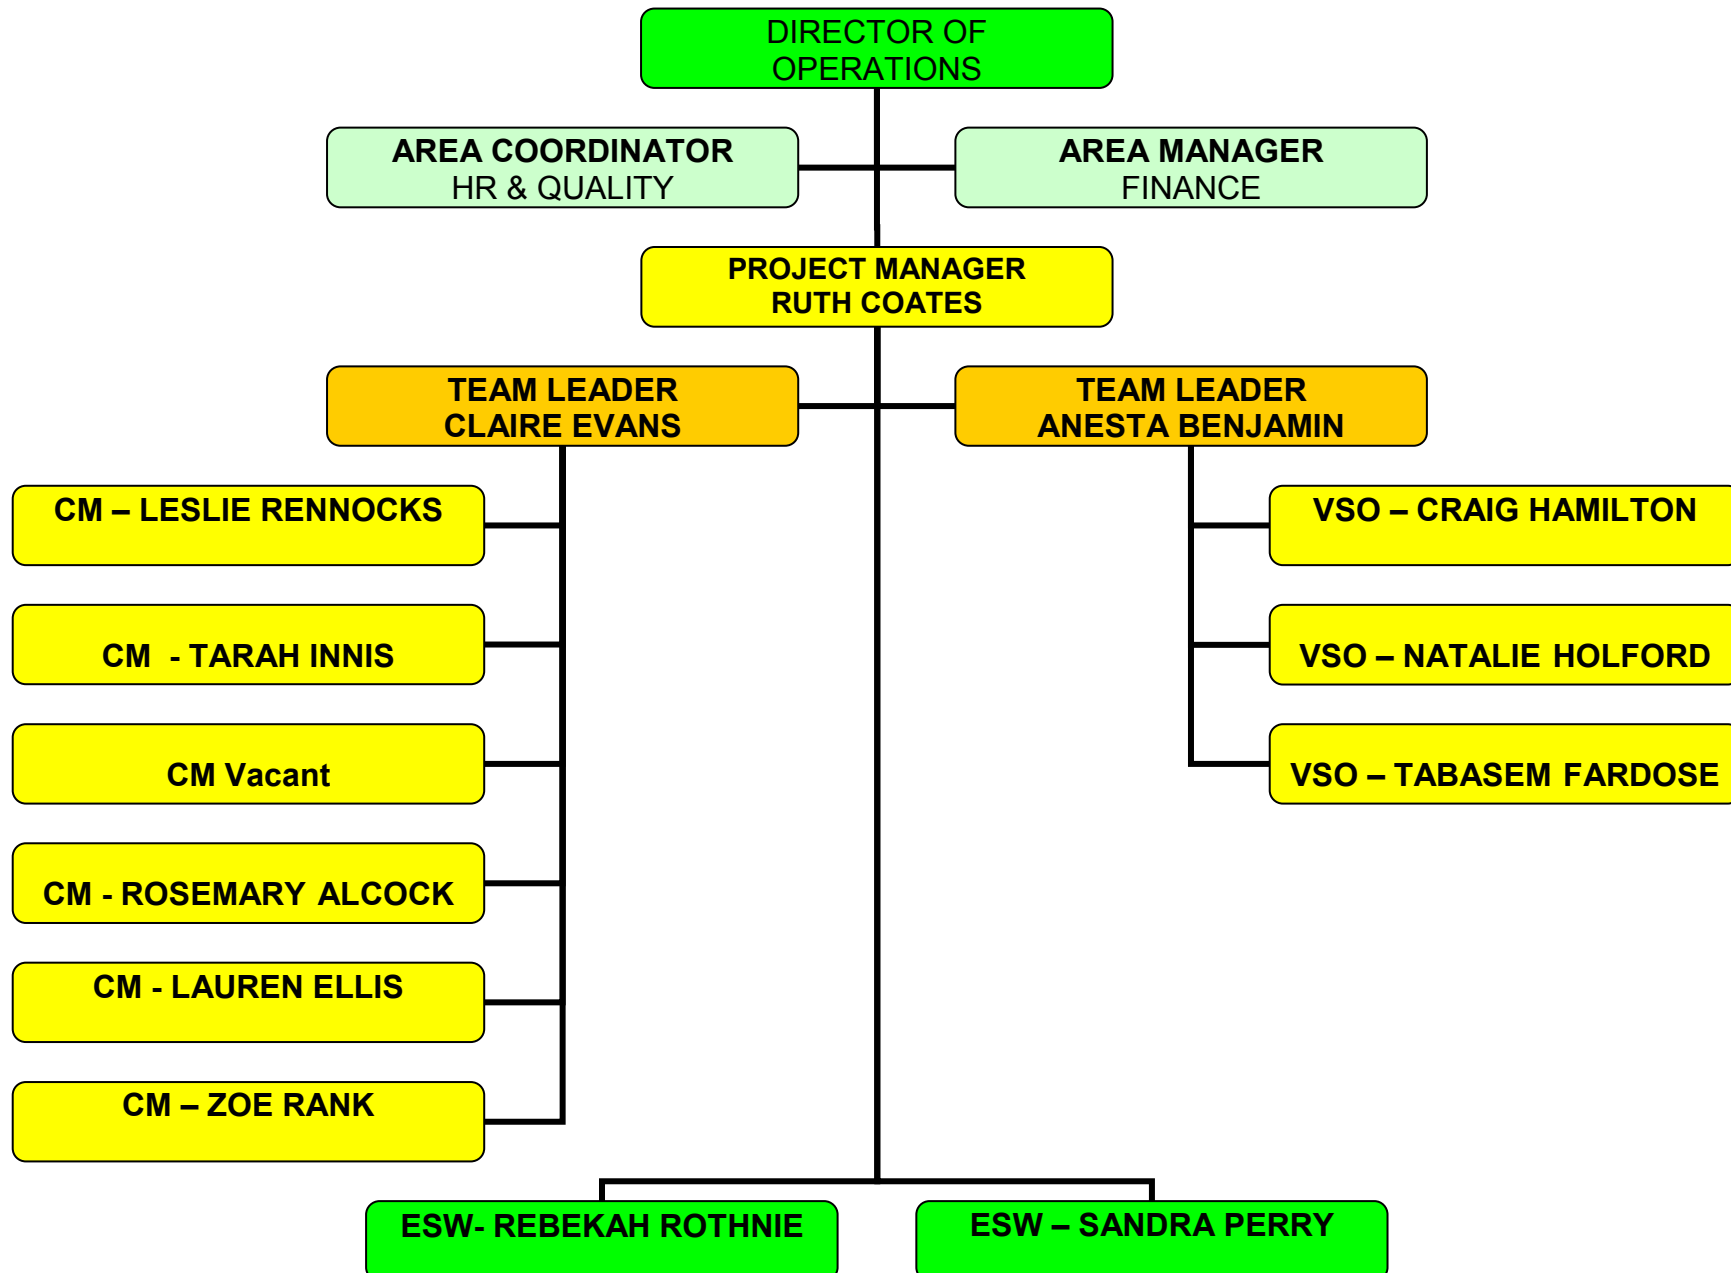 DIRECTOR OF
OPERATIONS
AREA COORDINATOR
HR & QUALITY
AREA MANAGER
FINANCE
PROJECT MANAGER
RUTH COATES
TEAM LEADER
CLAIRE EVANS
TEAM LEADER
ANESTA BENJAMIN
CM – LESLIE RENNOCKS
VSO – CRAIG HAMILTON
CM - TARAH INNIS
VSO – NATALIE HOLFORD
CM Vacant
VSO – TABASEM FARDOSE
CM - ROSEMARY ALCOCK
CM - LAUREN ELLIS
CM – ZOE RANK
ESW- REBEKAH ROTHNIE
ESW – SANDRA PERRY